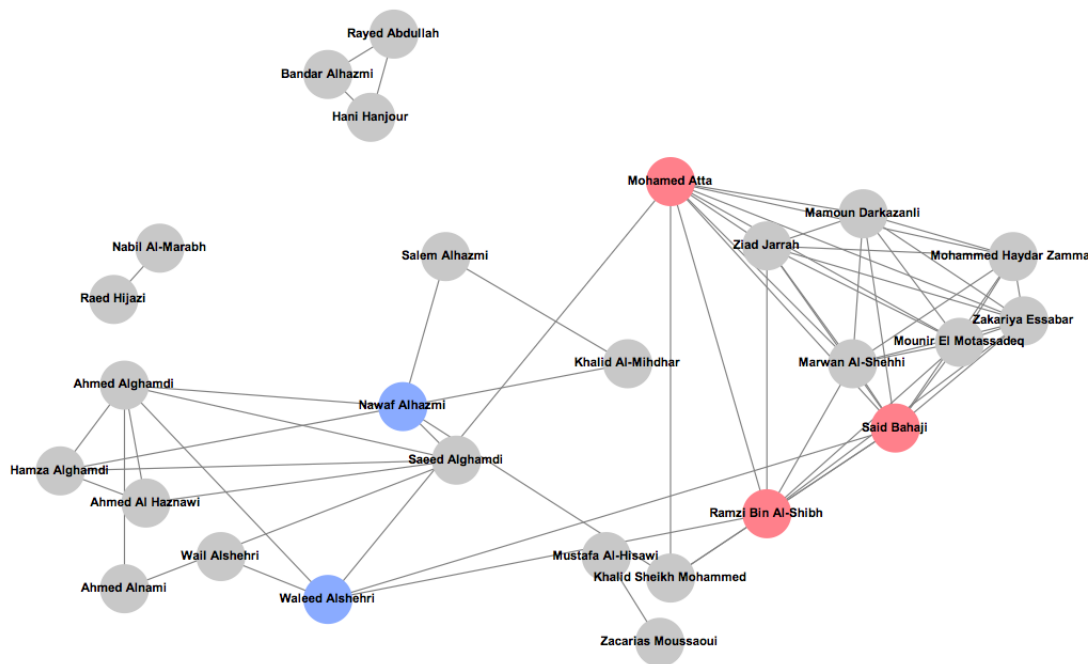 Rayed Abdullah
Bandar Alhazmi
Hani Hanjour
Mohamed Atta
Mamoun Darkazanli
Nabil Al-Marabh
Salem Alhazmi
Ziad Jarrah
Mohammed Haydar Zamma
Raed Hijazi
Zakariya Essabar
Mounir El Motassadeq
Khalid Al-Mihdhar
Marwan Al-Shehhi
Ahmed Alghamdi
Nawaf Alhazmi
Said Bahaji
Saeed Alghamdi
Hamza Alghamdi
Ahmed Al Haznawi
Ramzi Bin Al-Shibh
Wail Alshehri
Mustafa Al-Hisawi
Khalid Sheikh Mohammed
Ahmed Alnami
Waleed Alshehri
Zacarias Moussaoui